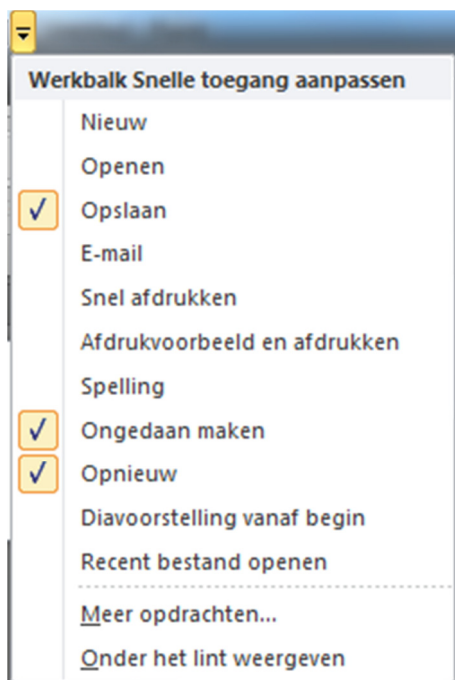 Werkbalk Snelle toegang aanpassen
Nieuw
Openen
Opslaan
E-mail
Snel afdrukken
Afdrukvoorbeeld en afdrukken
Spelling
Ongedaan maken
Opnieuw
Diavoorstelling vanaf begin
Recent bestand openen
Meer opdrachten...
Onder het lint weergeven